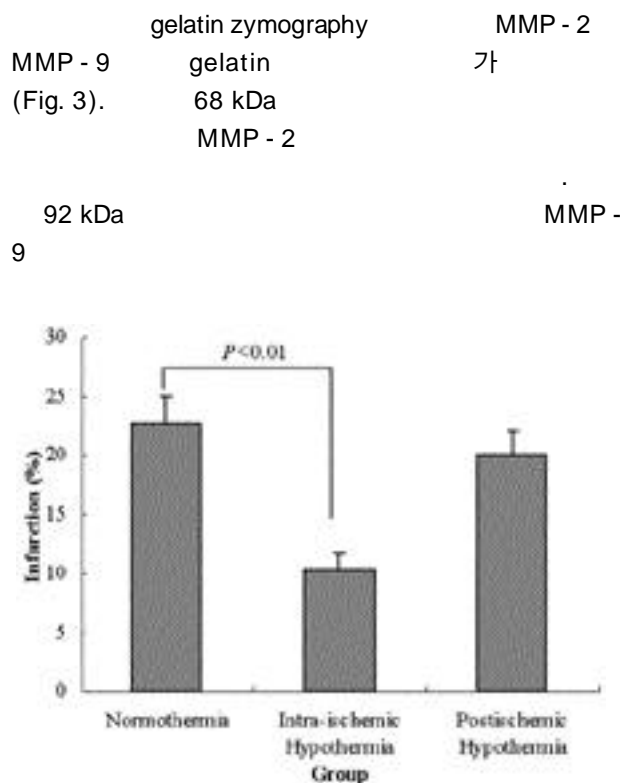 gelatin zymography MMP - 2
MMP - 9 gelatin 가
(Fig. 3). 68 kDa
MMP - 2
.
92 kDa MMP -
9
30
P<0.01
25
20
15
10
5
0
Infarction (%)
Normothermia
Intra-ischemic
Hypothermia
Postischemic
Hypothermia
Group